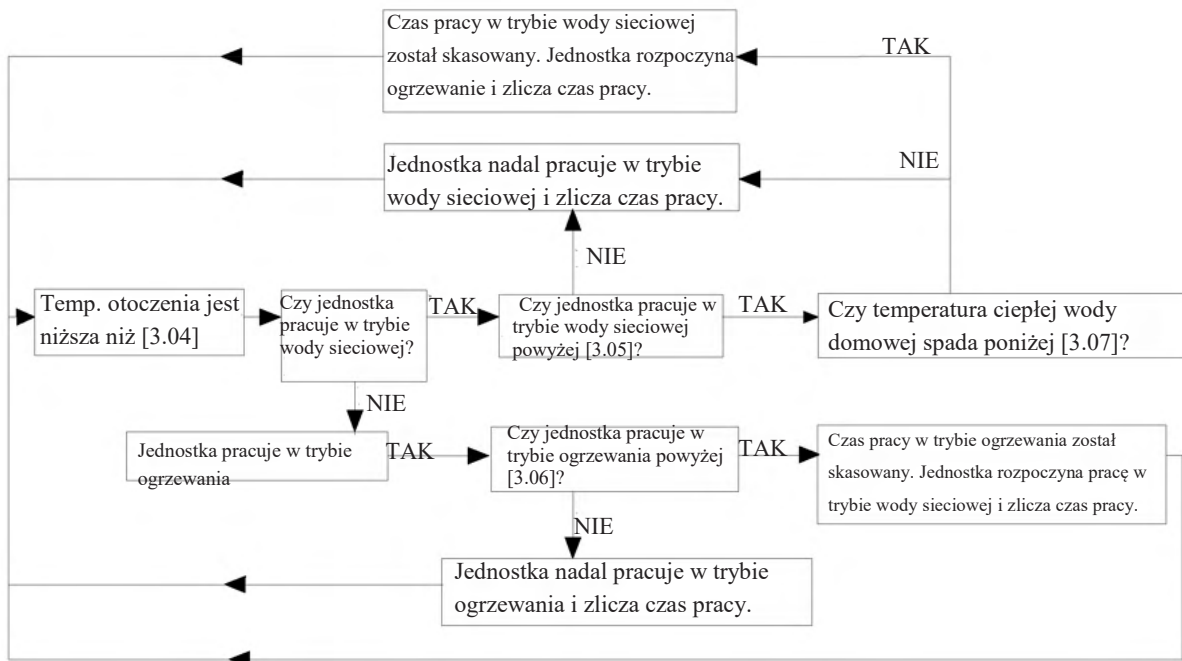 Czas pracy w trybie wody sieciowej
został skasowany. Jednostka rozpoczyna
ogrzewanie i zlicza czas pracy.
TAK
Jednostka nadal pracuje w trybie
wody sieciowej i zlicza czas pracy.
NIE
NIE
Temp. otoczenia jest
niższa niż [3.04]
Czy jednostka
pracuje w trybie
wody sieciowej?
TAK
Czy jednostka pracuje w
trybie wody sieciowej
powyżej [3.05]?
TAK
Czy temperatura ciepłej wody
domowej spada poniżej [3.07]?
NIE
Jednostka pracuje w trybie
ogrzewania
TAK
Czy jednostka pracuje w
trybie ogrzewania powyżej
[3.06]?
TAK
Czas pracy w trybie ogrzewania został
skasowany. Jednostka rozpoczyna pracę w
trybie wody sieciowej i zlicza czas pracy.
NIE
Jednostka nadal pracuje w trybie
ogrzewania i zlicza czas pracy.